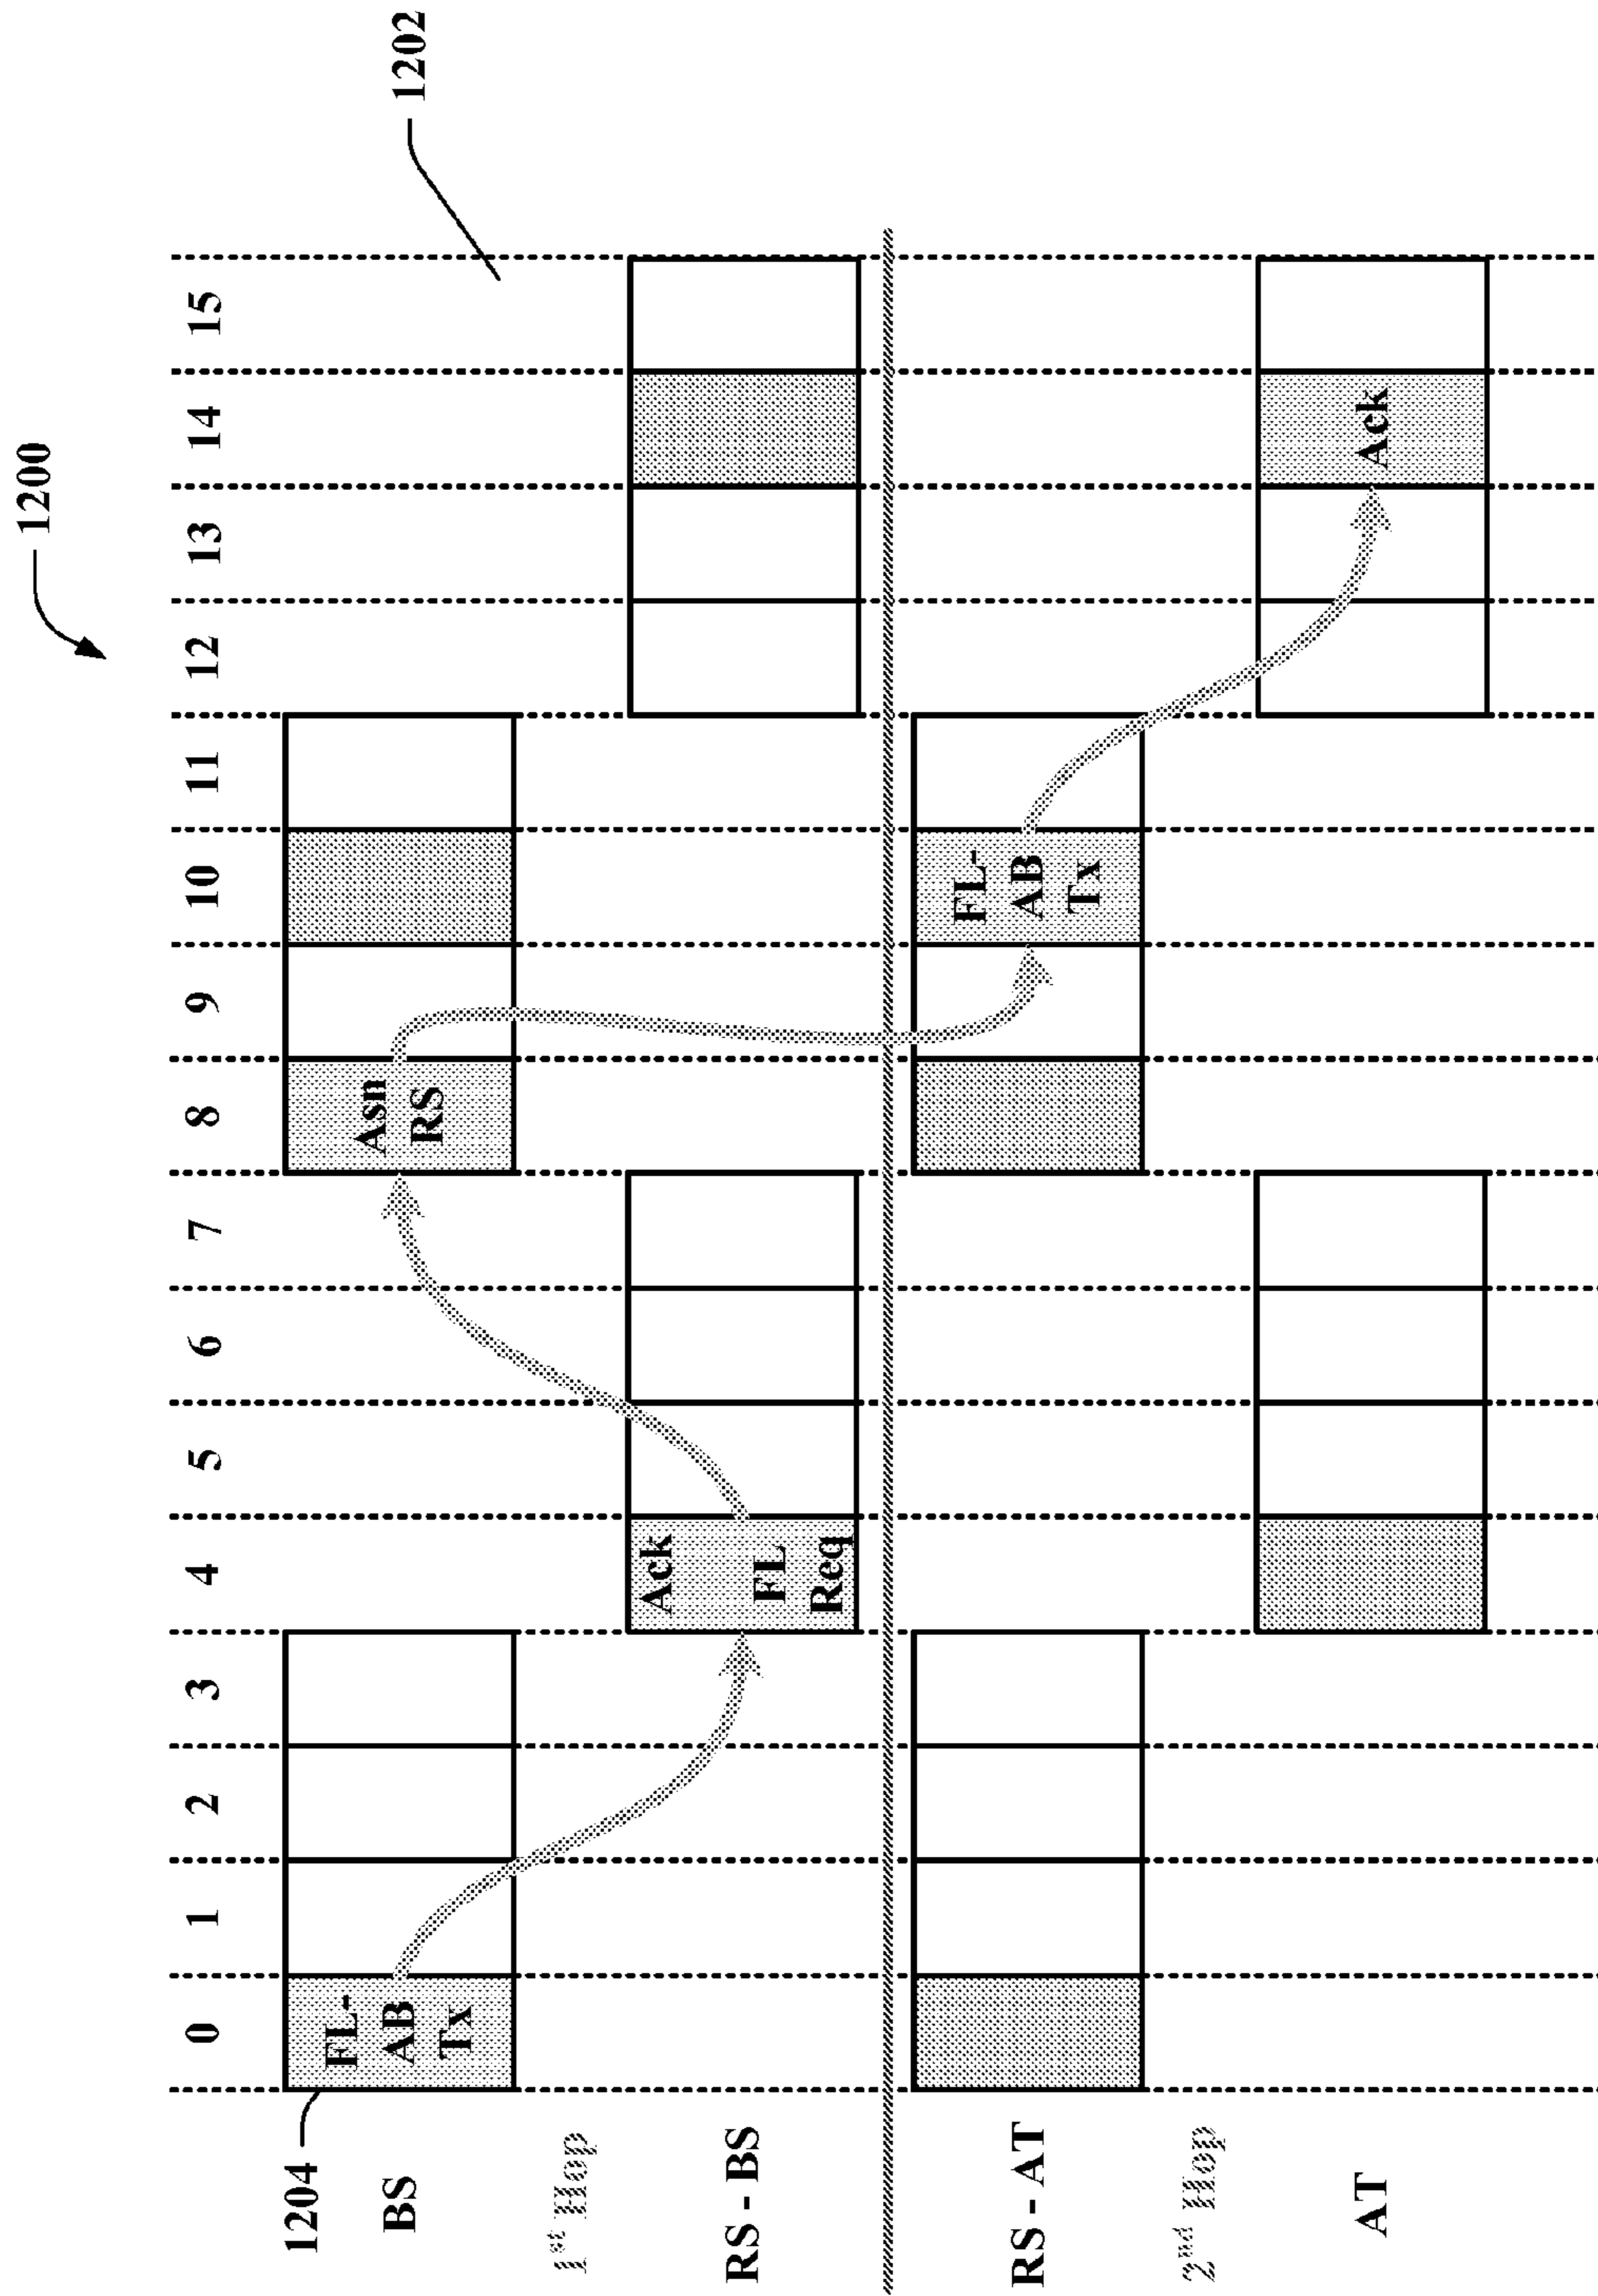 1200
1202
0 1 2 3 4 5 6 7 8 9 10 11 12 13 14 15
1204
BS
FL-
AB
Tx
Asn
RS
1st Hop
RS - BS
Ack
FL
Req
RS - AT
FL-
AB
Tx
2nd Hop
AT
Ack